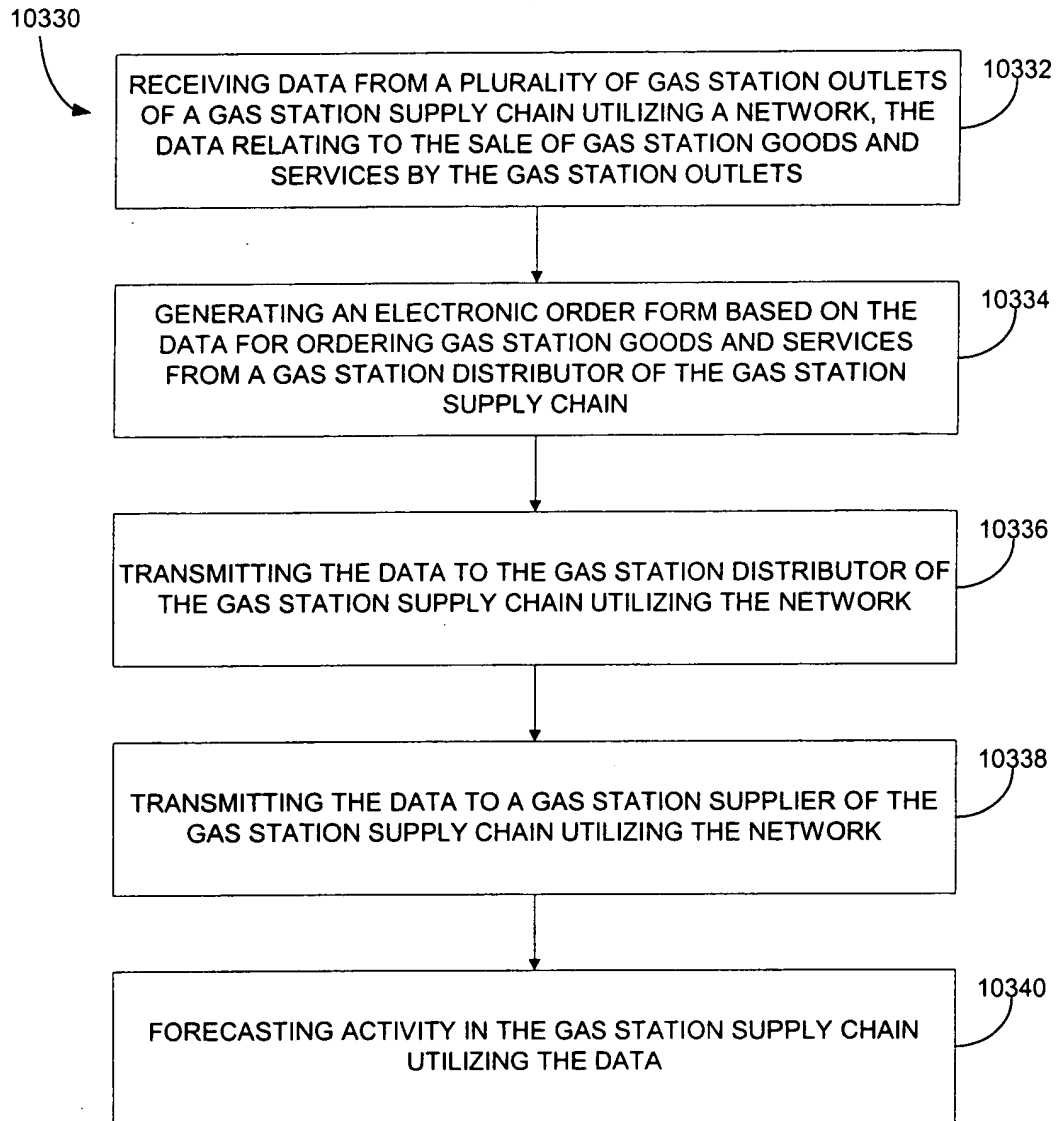 10330
RECEIVING DATA FROM A PLURALITY OF GAS STATION OUTLETS
OF A GAS STATION SUPPLY CHAIN UTILIZING A NETWORK, THE
DATA RELATING TO THE SALE OF GAS STATION GOODS AND
SERVICES BY THE GAS STATION OUTLETS
10332
GENERATING AN ELECTRONIC ORDER FORM BASED ON THE
DATA FOR ORDERING GAS STATION GOODS AND SERVICES
FROM A GAS STATION DISTRIBUTOR OF THE GAS STATION
SUPPLY CHAIN
10334
TRANSMITTING THE DATA TO THE GAS STATION DISTRIBUTOR OF
THE GAS STATION SUPPLY CHAIN UTILIZING THE NETWORK
10336
TRANSMITTING THE DATA TO A GAS STATION SUPPLIER OF THE
GAS STATION SUPPLY CHAIN UTILIZING THE NETWORK
10338
FORECASTING ACTIVITY IN THE GAS STATION SUPPLY CHAIN
UTILIZING THE DATA
10340